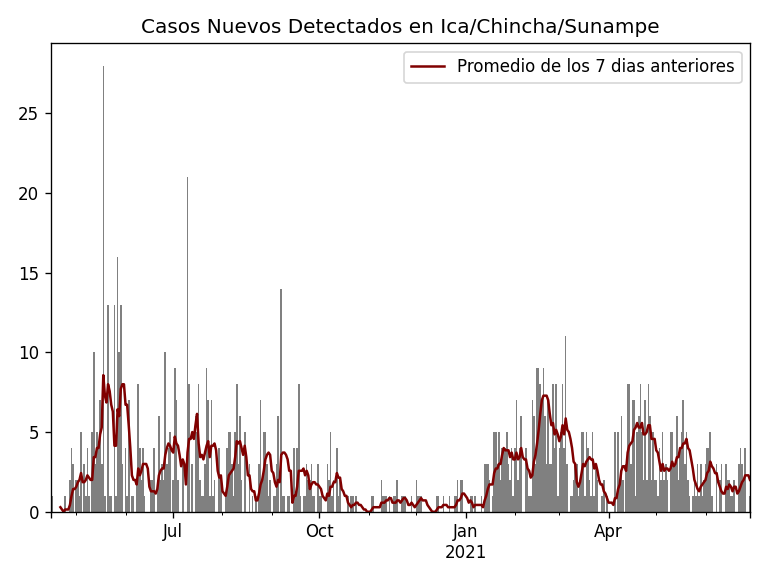 Casos Nuevos Detectados en Ica/Chincha/Sunampe
Promedio de los 7 dias anteriores
25
20
15
10
5
0
Jul
Oct
Jan
2021
Apr